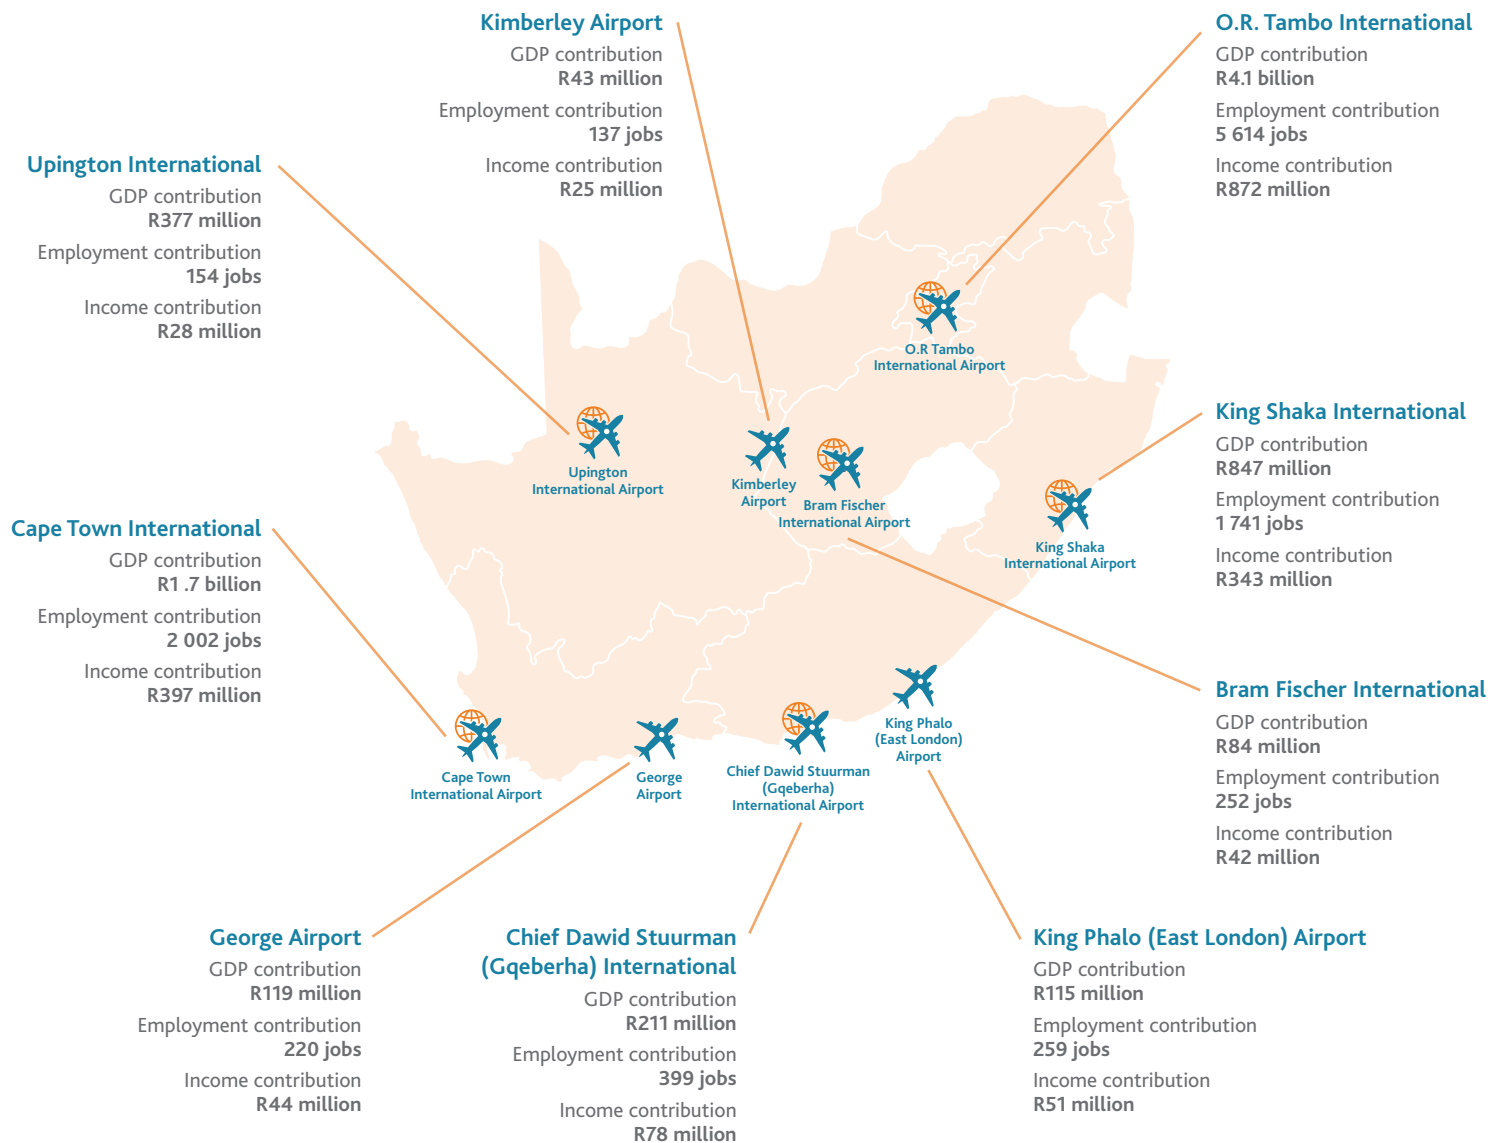 Kimberley Airport
GDP contribution
R43 million
Employment contribution
137 jobs
Income contribution
R25 million
O.R. Tambo International
GDP contribution
R4.1 billion
Employment contribution
5 614 jobs
Income contribution
R872 million
Upington International
GDP contribution
R377 million
Employment contribution
154 jobs
Income contribution
R28 million
O.R Tambo
International Airport
King Shaka International
GDP contribution
R847 million
Employment contribution
1 741 jobs
Income contribution
R343 million
Upington
International Airport
Kimberley
Airport
Bram Fischer
International Airport
King Shaka
International Airport
Cape Town International
GDP contribution
R1 .7 billion
Employment contribution
2 002 jobs
Income contribution
R397 million
Bram Fischer International
GDP contribution
R84 million
Employment contribution
252 jobs
Income contribution
R42 million
King Phalo
(East London)
Airport
Cape Town
International Airport
George
Airport
Chief Dawid Stuurman
(Gqeberha)
International Airport
George Airport
GDP contribution
R119 million
Employment contribution
220 jobs
Income contribution
R44 million
Chief Dawid Stuurman
(Gqeberha) International
GDP contribution
R211 million
Employment contribution
399 jobs
Income contribution
R78 million
King Phalo (East London) Airport
GDP contribution
R115 million
Employment contribution
259 jobs
Income contribution
R51 million